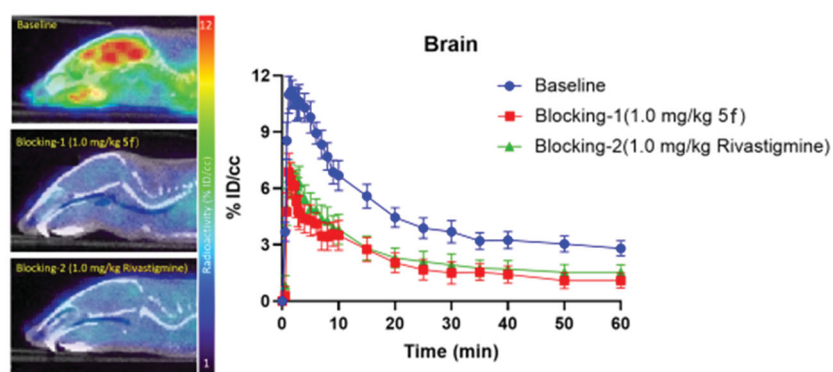 Baseline
12
Blocking-1 (1.0 mg/kg 5f)
Blocking-2 (1.0 mg/kg Rivastigmine)
Radioactivity (% ID/cc)
1
Brain
% ID/cc
12
9
6
3
0
0
10
20
30
40
50
60
Time (min)
Baseline
Blocking-1(1.0 mg/kg 5f)
Blocking-2(1.0 mg/kg Rivastigmine)